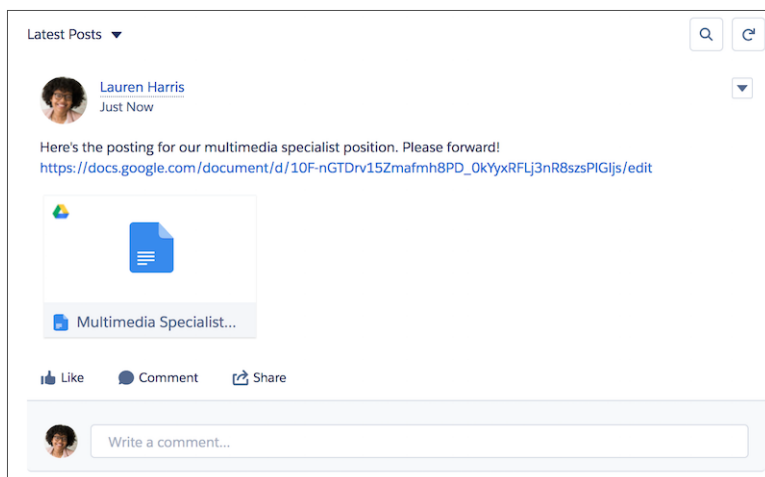 Latest Posts
Lauren Harris
Just Now
Here's the posting for our multimedia specialist position. Please forward!
https://docs.google.com/document/d/10F-nGTDrv15Zmafmh8PD_0kYyxRFLj3nR8szsPIGIjs/edit
Multimedia Specialist...
Like Comment Share
Write a comment...